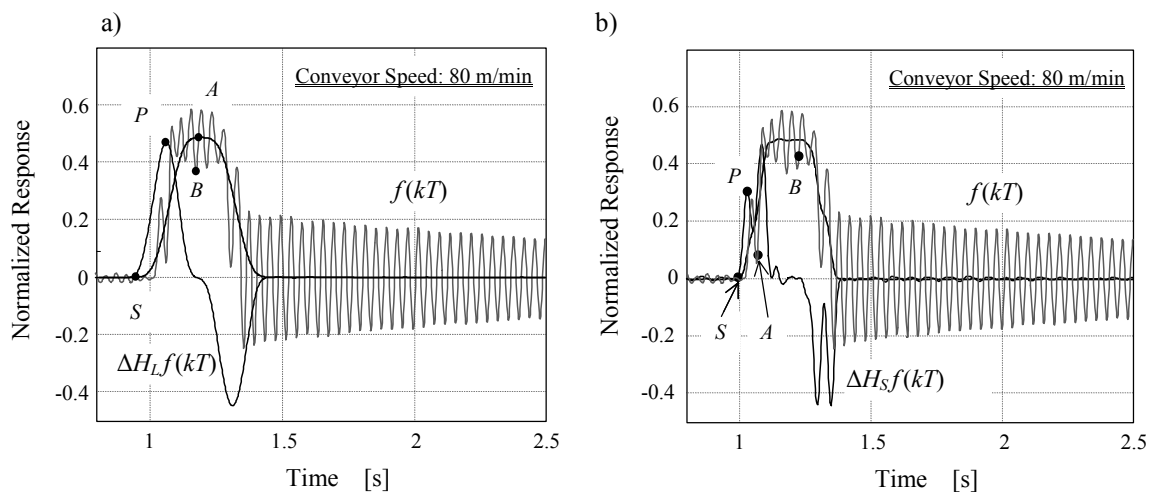 a)
Conveyor Speed: 80 m/min
Normalized Response
0.6
0.4
0.2
0
-0.2
-0.4
P
A
B
S
f(kT)
ΔH_L f(kT)
1
1.5
2
2.5
Time [s]
b)
Conveyor Speed: 80 m/min
Normalized Response
0.6
0.4
0.2
0
-0.2
-0.4
P
B
S
A
f(kT)
ΔH_S f(kT)
1
1.5
2
2.5
Time [s]